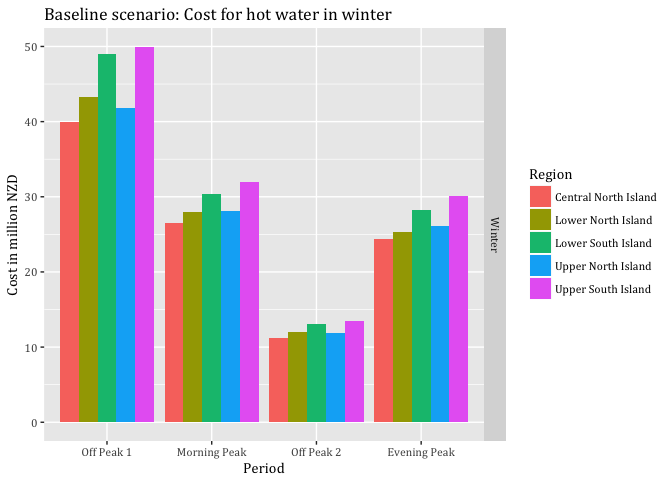 Baseline scenario: Cost for hot water in winter
Cost in million NZD
50
40
30
20
10
0
Off Peak 1
Morning Peak
Off Peak 2
Evening Peak
Period
Winter
Region
Central North Island
Lower North Island
Lower South Island
Upper North Island
Upper South Island